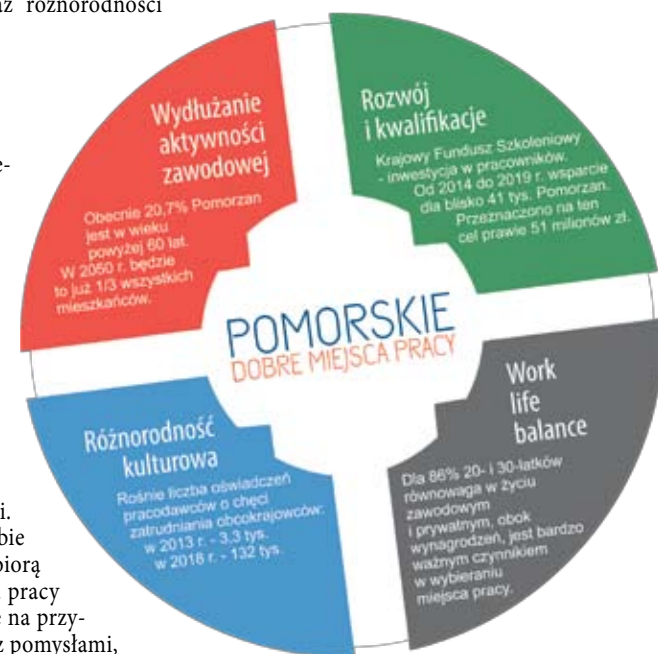 az różnorodności
e-
Wydłużanie
aktywności
zawodowej
Obecnie 20,7% Pomorzan
jest w wieku
powyżej 60 lat.
W 2050 r. będzie
to już 1/3 wszystkich
mieszkańców.
Rozwój
i kwalifikacje
Krajowy Fundusz Szkoleniowy
- inwestycja w pracowników.
Od 2014 do 2019 r. wsparcie
dla blisko 41 tys. Pomorzan.
Przeznaczono na ten
cel prawie 51 milionów zł.
POMORSKIE
DOBRE MIEJSCA PRACY
Różnorodność
kulturowa
Rośnie liczba oświadczeń
pracodawców o chęci
zatrudniania obcokrajowców:
w 2013 r. - 3,3 tys.
w 2018 r. - 132 tys.
Work
life
balance
Dla 86% 20- i 30-latków
równowaga w życiu
zawodowym
i prywatnym, obok
wynagrodzeń, jest bardzo
ważnym czynnikiem
w wybieraniu
miejsca pracy.
i.
bie
biorą
pracy
e na przy-
z pomysłami,